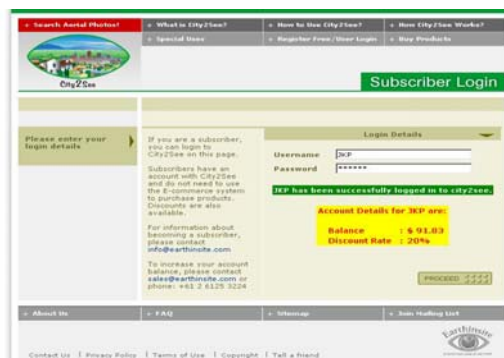 + Search Aerial Photos!
+ What is City2See?
+ How to Use City2See?
+ How City2See Works?
+ Special Uses
+ Register Free/User Login
+ Buy Products
City2See
Subscriber Login
Please enter your
login details
If you are a subscriber,
you can login to
City2See on this page.
Subscribers have an
account with City2See
and do not need to use
the E-commerce system
to purchase products.
Discounts are also
available.
For information about
becoming a subscriber,
please contact
info@earthinsite.com
To increase your account
balance, please contact
sales@earthinsite.com or
phone: +61 2 6125 3224
Login Details
Username JKP
Password ******
JKP has been successfully logged in to city2see.
Account Details for JKP are:
Balance : $ 91.83
Discount Rate : 20%
PROCEED
+ About Us
+ FAQ
+ Sitemap
+ Join Mailing List
Contact Us | Privacy Policy | Terms of Use | Copyright | Tell a friend
Earthinsite